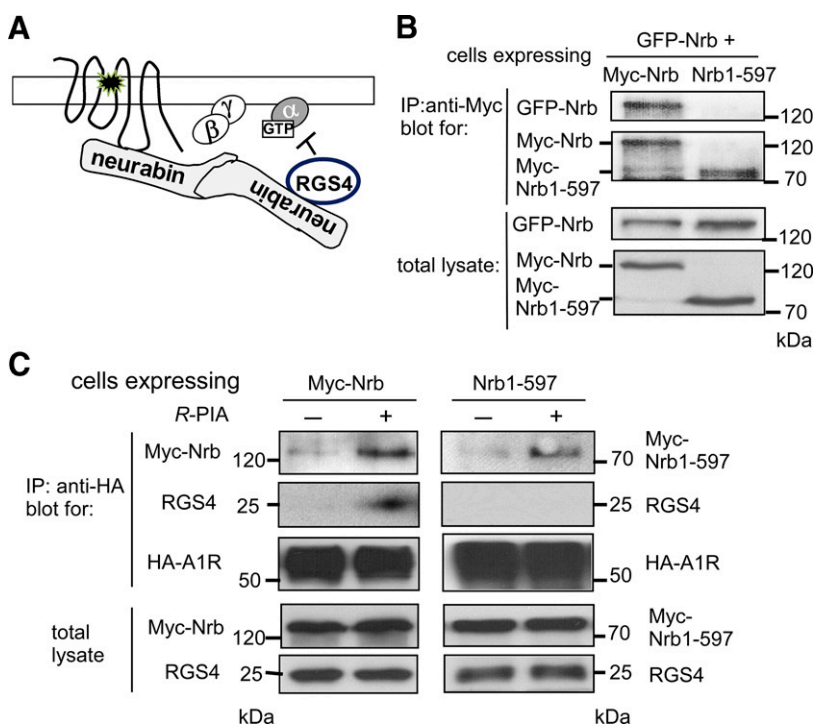 A
γ
β
α
GTP
neurabin
neurabin
RGS4
B
cells expressing
GFP-Nrb +
Myc-Nrb Nrb1-597
IP:anti-Myc
blot for:
GFP-Nrb
120
Myc-Nrb
120
Myc-
Nrb1-597
70
total lysate:
GFP-Nrb
120
Myc-Nrb
120
Myc-
Nrb1-597
70
kDa
C
cells expressing
Myc-Nrb
Nrb1-597
R-PIA
— +
— +
IP: anti-HA
blot for:
Myc-Nrb 120
70 Myc-
Nrb1-597
RGS4 25
25 RGS4
HA-A1R 50
50 HA-A1R
total
lysate
Myc-Nrb 120
70 Myc-
Nrb1-597
RGS4 25
25 RGS4
kDa
kDa